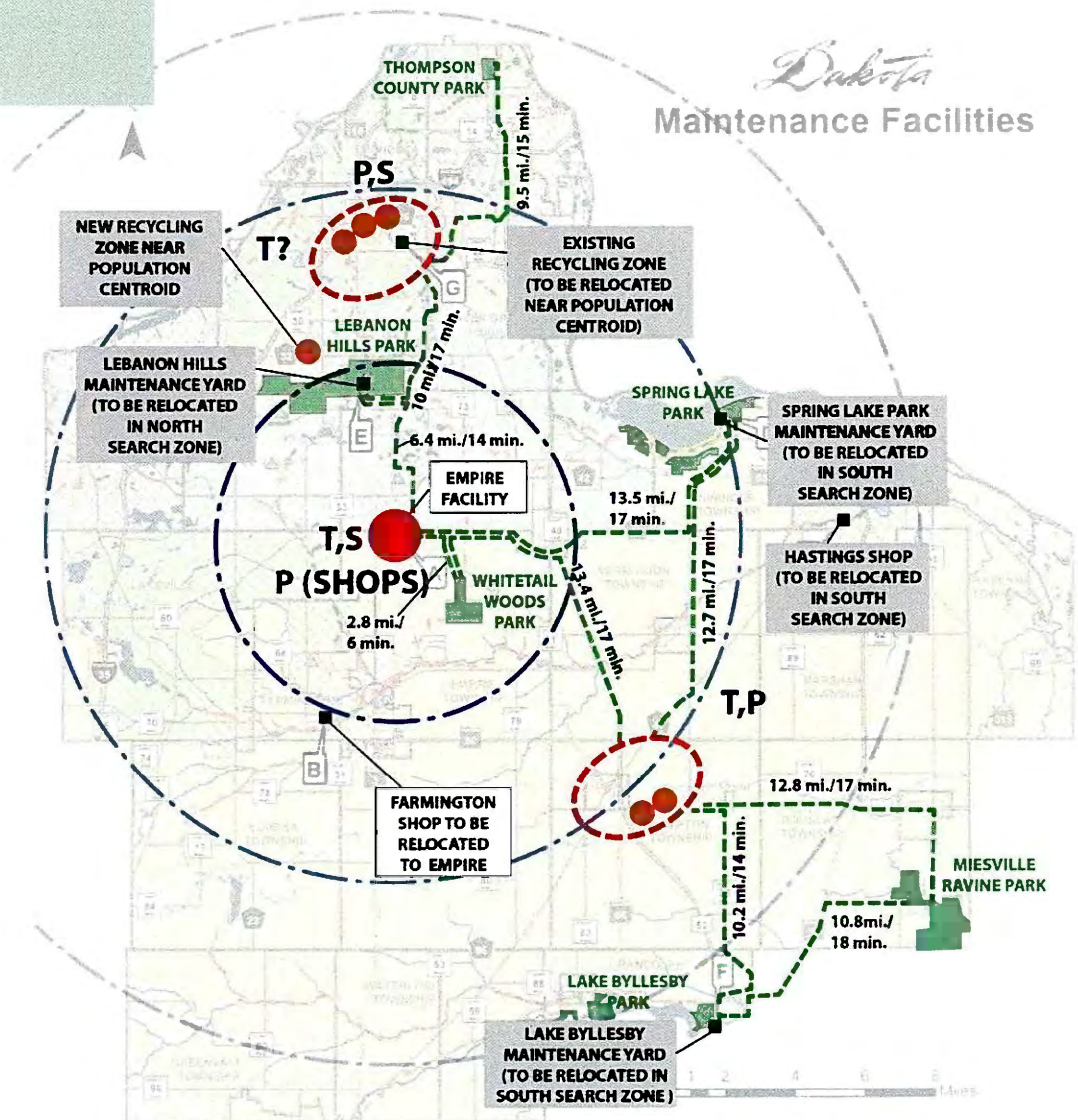 Dakota
Maintenance Facilities
THOMPSON
COUNTY PARK
9.5 mi./15 min.
P,S
T?
NEW RECYCLING
ZONE NEAR
POPULATION
CENTROID
EXISTING
RECYCLING ZONE
(TO BE RELOCATED
NEAR POPULATION
CENTROID)
G
LEBANON
HILLS PARK
10 mi./17 min.
LEBANON HILLS
MAINTENANCE YARD
(TO BE RELOCATED
IN NORTH
SEARCH ZONE)
E
SPRING LAKE
PARK
SPRING LAKE PARK
MAINTENANCE YARD
(TO BE RELOCATED
IN SOUTH
SEARCH ZONE)
6.4 mi./14 min.
EMPIRE
FACILITY
13.5 mi./
17 min.
T,S
P (SHOPS)
HASTINGS SHOP
(TO BE RELOCATED
IN SOUTH
SEARCH ZONE)
WHITETAIL
WOODS
PARK
2.8 mi./
6 min.
13.4 mi./17 min.
12.7 mi./17 min.
T,P
B
FARMINGTON
SHOP TO BE
RELOCATED
TO EMPIRE
12.8 mi./17 min.
10.2 mi./14 min.
MIESVILLE
RAVINE PARK
10.8mi./
18 min.
F
LAKE BYLLESBY
PARK
LAKE BYLLESBY
MAINTENANCE YARD
(TO BE RELOCATED IN
SOUTH SEARCH ZONE )
1 2 4 6 8
Miles